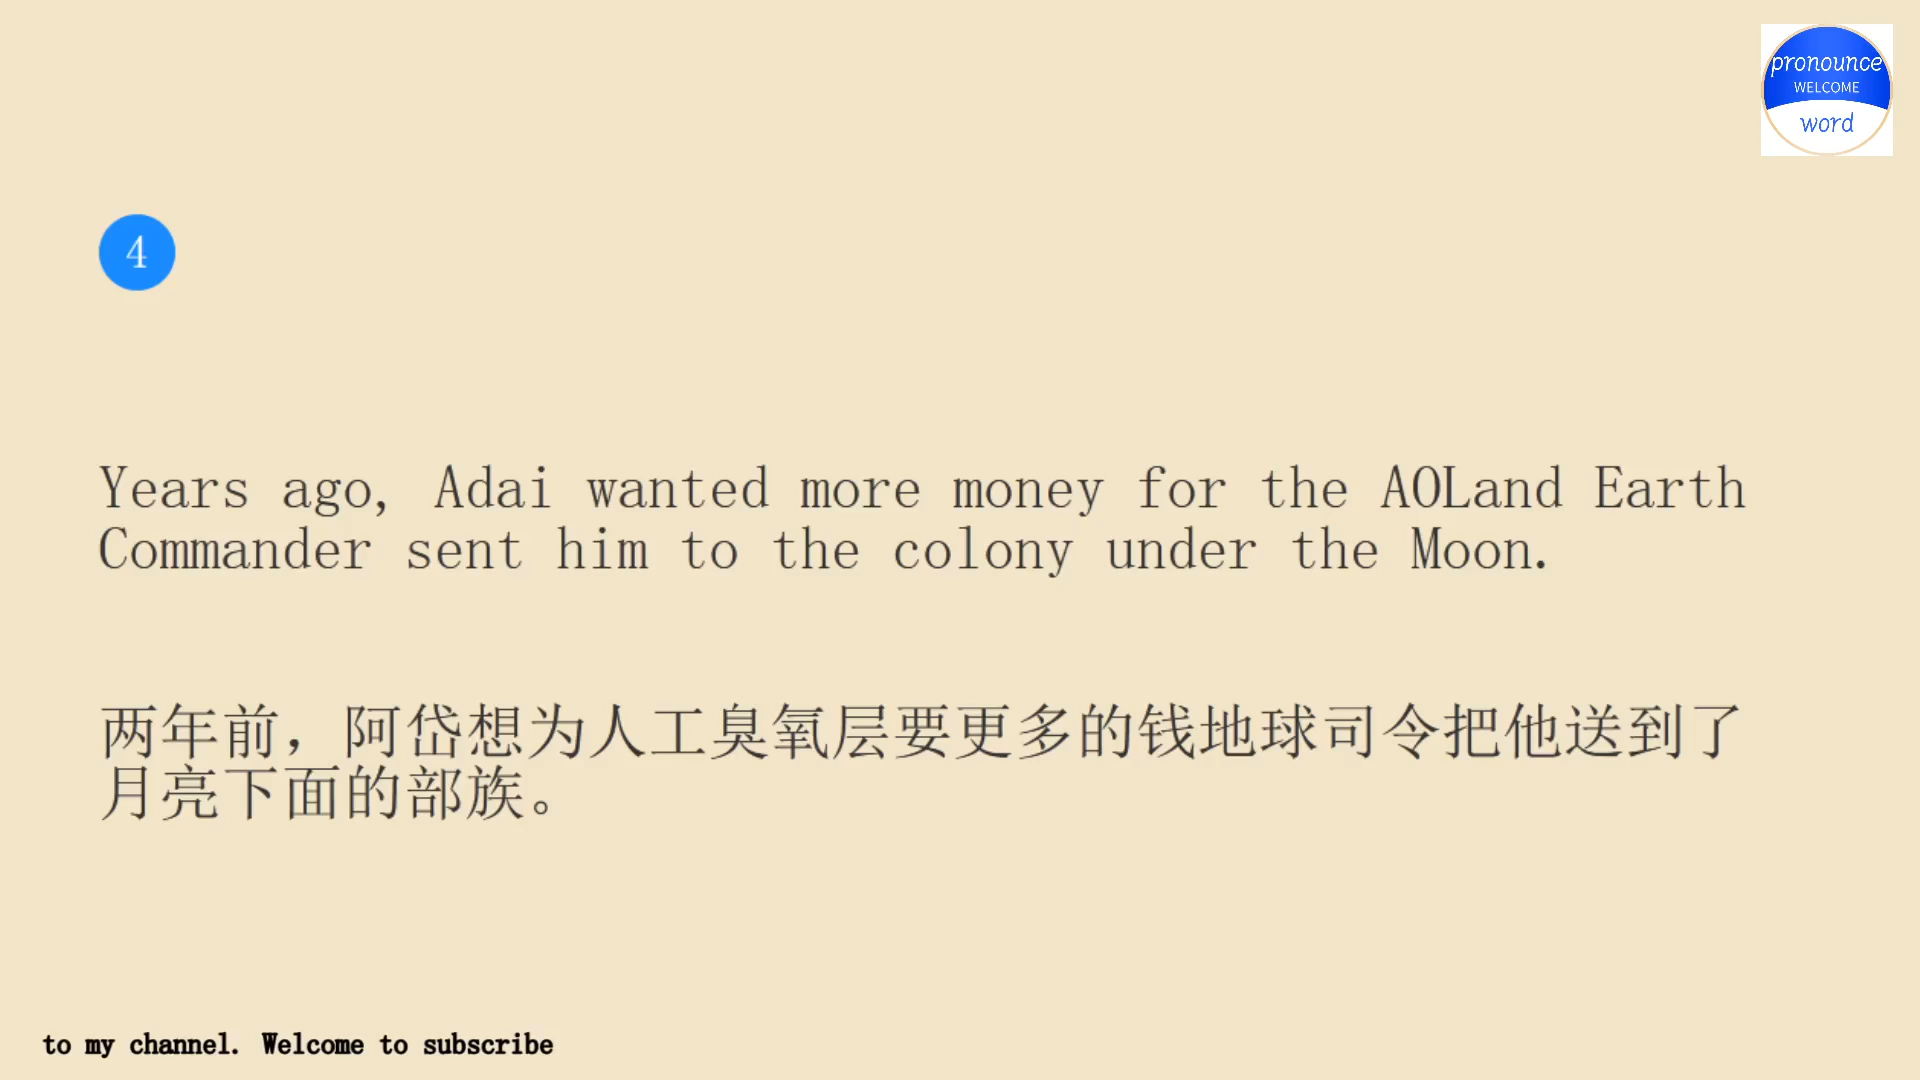 pronounce
WELCOME
word
4
Years ago, Adai wanted more money for the AOLand Earth
Commander sent him to the colony under the Moon.
两年前，阿岱想为人工臭氧层要更多的钱地球司令把他送到了
月亮下面的部族。
to my channel. Welcome to subscribe